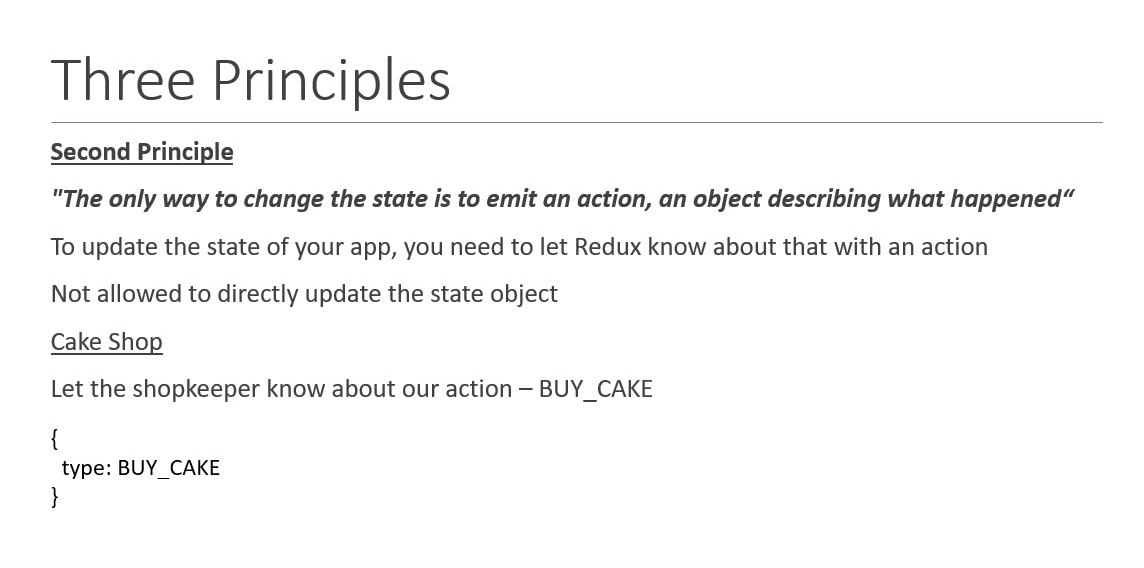 Three Principles
Second Principle
"The only way to change the state is to emit an action, an object describing what happened“
To update the state of your app, you need to let Redux know about that with an action
Not allowed to directly update the state object
Cake Shop
Let the shopkeeper know about our action – BUY_CAKE
{
type: BUY_CAKE
}